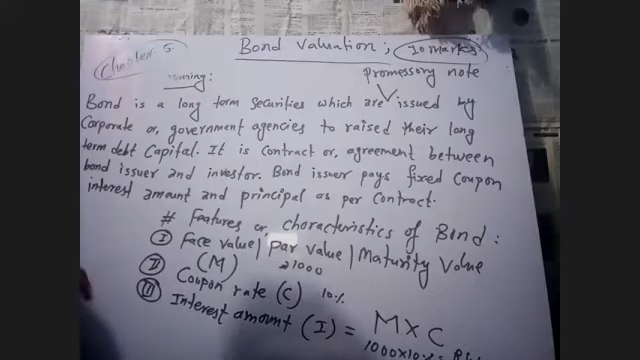 Chapter 5
Bond Valuation ; 10 marks
Meaning:
promessory note
Bond is a long term securities which are issued by
Corporate or, government agencies to raised their long
term debt Capital. It is contract or, agreement between
bond issuer and investor. Bond issuer pays fixed coupon
interest amount and principal as per contract.
# Features or characteristics of Bond :
I Face value | Par value | Maturity Value
(M) 1000
II Coupon rate (C) 10%
III Interest amount (I) = M × C
1000×10%